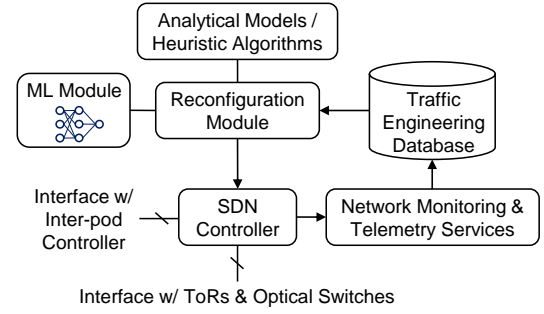 Analytical Models /
Heuristic Algorithms
ML Module
Reconfiguration
Module
Traffic
Engineering
Database
Interface w/
Inter-pod
Controller
SDN
Controller
Network Monitoring &
Telemetry Services
Interface w/ ToRs & Optical Switches